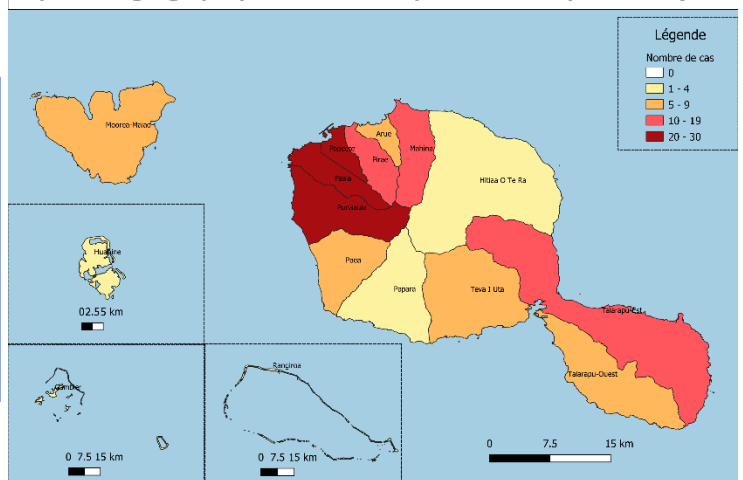 Légende
Nombre de cas
0
1 - 4
5 - 9
10 - 19
20 - 30
Moorea-Maiao
Arue
Papeete
Pirae
Mahina
Faaa
Hitiaa O Te Ra
Punaauia
Paea
Papara
Teva I Uta
Taiarapu-Est
Taiarapu-Ouest
Huahine
02.55 km
Gambier
0 7.5 15 km
Rangiroa
0 7.5 15 km
0 7.5 15 km